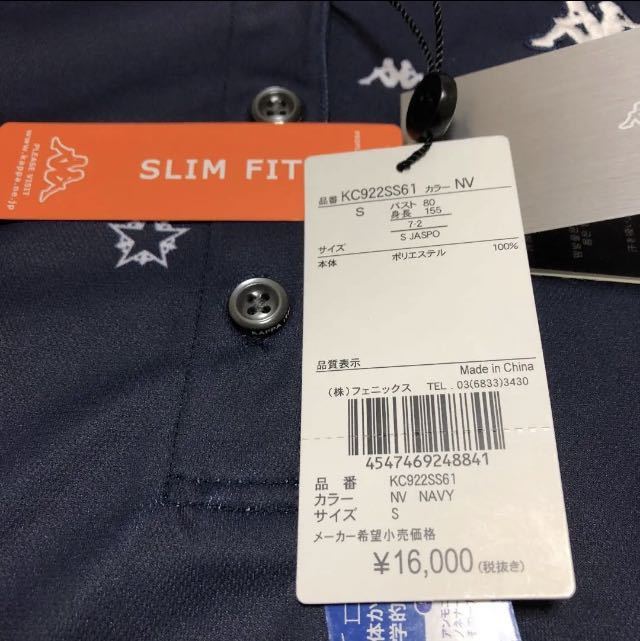 PLEASE VISIT
www.kappa.ne.jp
SLIM FIT
品番 KC922SS61 カラー NV
S バスト 80
身長 155
7-2
S JASPO
サイズ
本体 ポリエステル 100%
品質表示
Made in China
(株)フェニックス TEL. 03(6833)3430
4547469248841
品 番 KC922SS61
カラー NV NAVY
サイズ S
メーカー希望小売価格
¥16,000(税抜き)
KAPPA